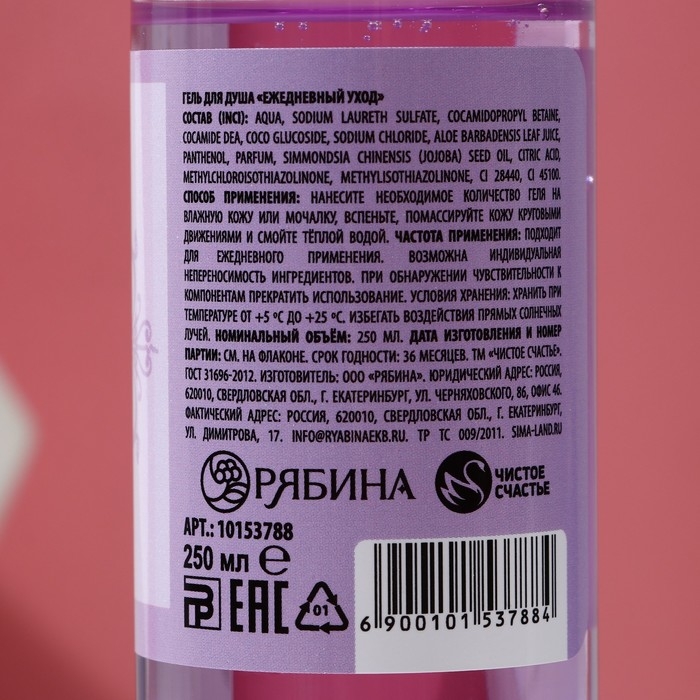 ГЕЛЬ ДЛЯ ДУША «ЕЖЕДНЕВНЫЙ УХОД»
СОСТАВ (INCI): AQUA, SODIUM LAURETH SULFATE, COCAMIDOPROPYL BETAINE,
COCAMIDE DEA, COCO GLUCOSIDE, SODIUM CHLORIDE, ALOE BARBADENSIS LEAF JUICE,
PANTHENOL, PARFUM, SIMMONDSIA CHINENSIS (JOJOBA) SEED OIL, CITRIC ACID,
METHYLCHLOROISOTHIAZOLINONE, METHYLISOTHIAZOLINONE, CI 28440, CI 45100.
СПОСОБ ПРИМЕНЕНИЯ: НАНЕСИТЕ НЕОБХОДИМОЕ КОЛИЧЕСТВО ГЕЛЯ НА
ВЛАЖНУЮ КОЖУ ИЛИ МОЧАЛКУ, ВСПЕНЬТЕ, ПОМАССИРУЙТЕ КОЖУ КРУГОВЫМИ
ДВИЖЕНИЯМИ И СМОЙТЕ ТЁПЛОЙ ВОДОЙ. ЧАСТОТА ПРИМЕНЕНИЯ: ПОДХОДИТ
ДЛЯ ЕЖЕДНЕВНОГО ПРИМЕНЕНИЯ. ВОЗМОЖНА ИНДИВИДУАЛЬНАЯ
НЕПЕРЕНОСИМОСТЬ ИНГРЕДИЕНТОВ. ПРИ ОБНАРУЖЕНИИ ЧУВСТВИТЕЛЬНОСТИ К
КОМПОНЕНТАМ ПРЕКРАТИТЬ ИСПОЛЬЗОВАНИЕ. УСЛОВИЯ ХРАНЕНИЯ: ХРАНИТЬ ПРИ
ТЕМПЕРАТУРЕ ОТ +5 ºС ДО +25 ºС. ИЗБЕГАТЬ ВОЗДЕЙСТВИЯ ПРЯМЫХ СОЛНЕЧНЫХ
ЛУЧЕЙ. НОМИНАЛЬНЫЙ ОБЪЁМ: 250 МЛ. ДАТА ИЗГОТОВЛЕНИЯ И НОМЕР
ПАРТИИ: СМ. НА ФЛАКОНЕ. СРОК ГОДНОСТИ: 36 МЕСЯЦЕВ. ТМ «ЧИСТОЕ СЧАСТЬЕ».
ГОСТ 31696-2012. ИЗГОТОВИТЕЛЬ: ООО «РЯБИНА». ЮРИДИЧЕСКИЙ АДРЕС: РОССИЯ,
620010, СВЕРДЛОВСКАЯ ОБЛ., Г. ЕКАТЕРИНБУРГ, УЛ. ЧЕРНЯХОВСКОГО, 86, ОФИС 46.
ФАКТИЧЕСКИЙ АДРЕС: РОССИЯ, 620010, СВЕРДЛОВСКАЯ ОБЛ., Г. ЕКАТЕРИНБУРГ,
УЛ. ДИМИТРОВА, 17. INFO@RYABINAEKB.RU. ТР ТС 009/2011. SIMA-LAND.RU
РЯБИНА
ЧИСТОЕ
СЧАСТЬЕ
АРТ.: 10153788
250 мл e
ЕАС
01
6 900101 537884